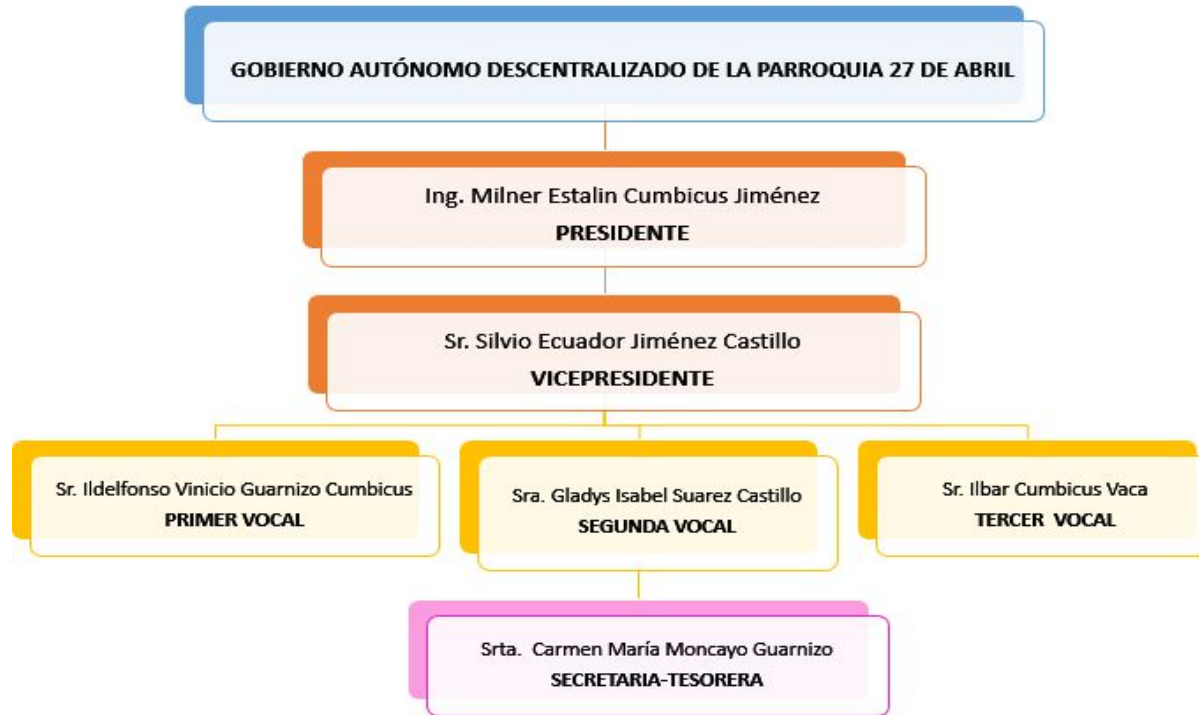 GOBIERNO AUTÓNOMO DESCENTRALIZADO DE LA PARROQUIA 27 DE ABRIL
Ing. Milner Estalin Cumbicus Jiménez
PRESIDENTE
Sr. Silvio Ecuador Jiménez Castillo
VICEPRESIDENTE
Sr. Ildelfonso Vinicio Guarnizo Cumbicus
PRIMER VOCAL
Sra. Gladys Isabel Suarez Castillo
SEGUNDA VOCAL
Sr. Ilbar Cumbicus Vaca
TERCER VOCAL
Srta. Carmen María Moncayo Guarnizo
SECRETARIA-TESORERA